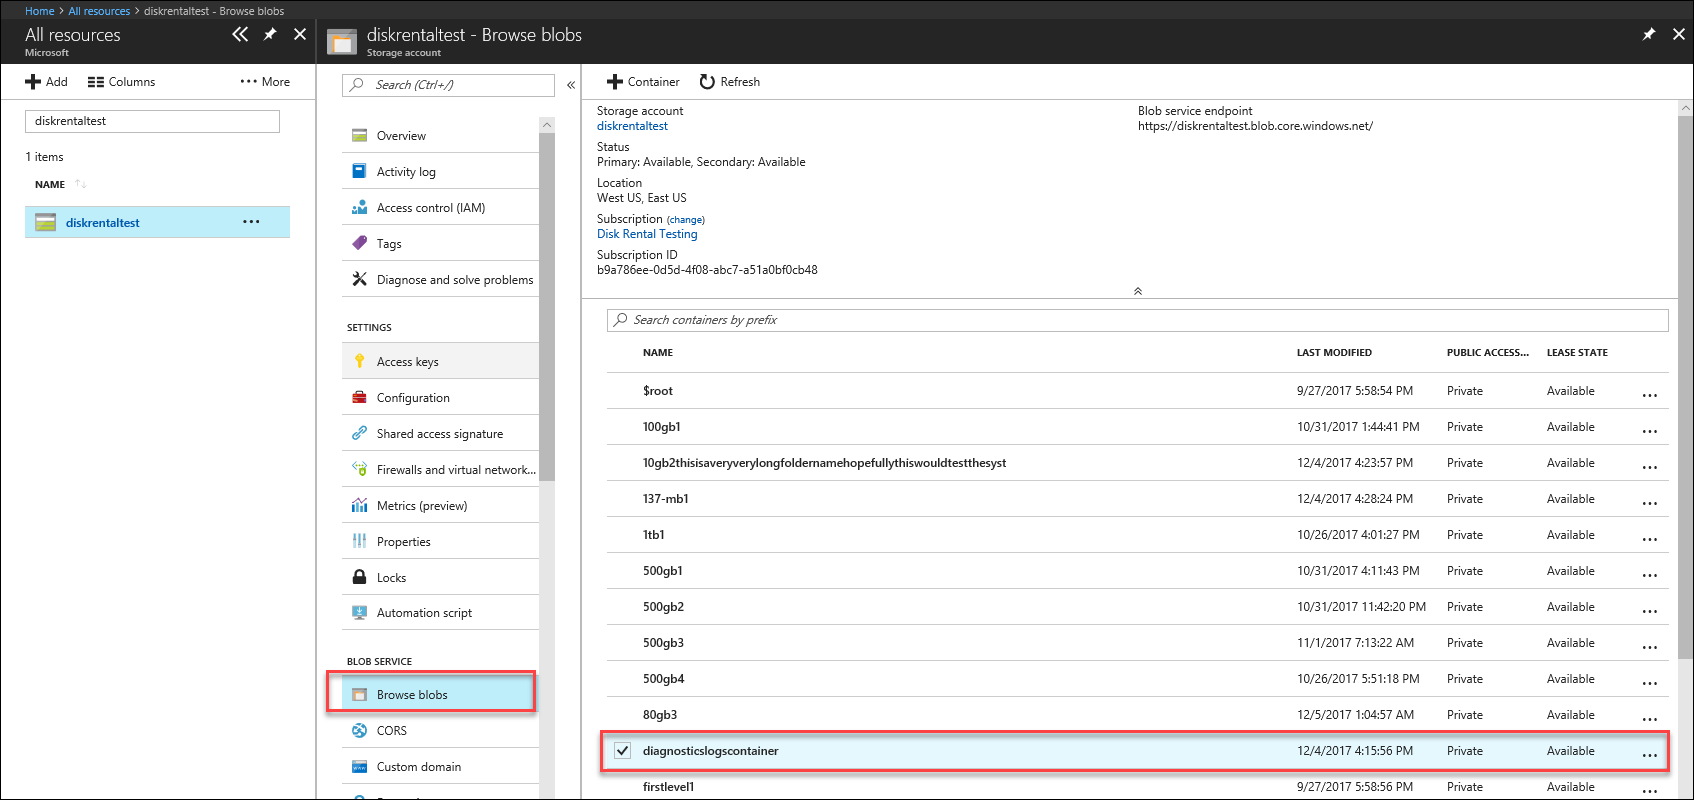 Home > All resources > diskrentaltest - Browse blobs
All resources
Microsoft
Add
Columns
More
diskrentaltest
1 items
NAME
diskrentaltest
diskrentaltest - Browse blobs
Storage account
Search (Ctrl+/)
Overview
Activity log
Access control (IAM)
Tags
Diagnose and solve problems
SETTINGS
Access keys
Configuration
Shared access signature
Firewalls and virtual network...
Metrics (preview)
Properties
Locks
Automation script
BLOB SERVICE
Browse blobs
CORS
Custom domain
Container
Refresh
Storage account
diskrentaltest
Status
Primary: Available, Secondary: Available
Location
West US, East US
Subscription (change)
Disk Rental Testing
Subscription ID
b9a786ee-0d5d-4f08-abc7-a51a0bf0cb48
Blob service endpoint
https://diskrentaltest.blob.core.windows.net/
Search containers by prefix
NAME LAST MODIFIED PUBLIC ACCESS... LEASE STATE
$root 9/27/2017 5:58:54 PM Private Available
100gb1 10/31/2017 1:44:41 PM Private Available
10gb2thisisaveryverylongfoldernamehopefullythiswouldtestthesyst 12/4/2017 4:23:57 PM Private Available
137-mb1 12/4/2017 4:28:24 PM Private Available
1tb1 10/26/2017 4:01:27 PM Private Available
500gb1 10/31/2017 4:11:43 PM Private Available
500gb2 10/31/2017 11:42:20 PM Private Available
500gb3 11/1/2017 7:13:22 AM Private Available
500gb4 10/26/2017 5:51:18 PM Private Available
80gb3 12/5/2017 1:04:57 AM Private Available
diagnosticslogscontainer 12/4/2017 4:15:56 PM Private Available
firstlevel1 9/27/2017 5:58:56 PM Private Available